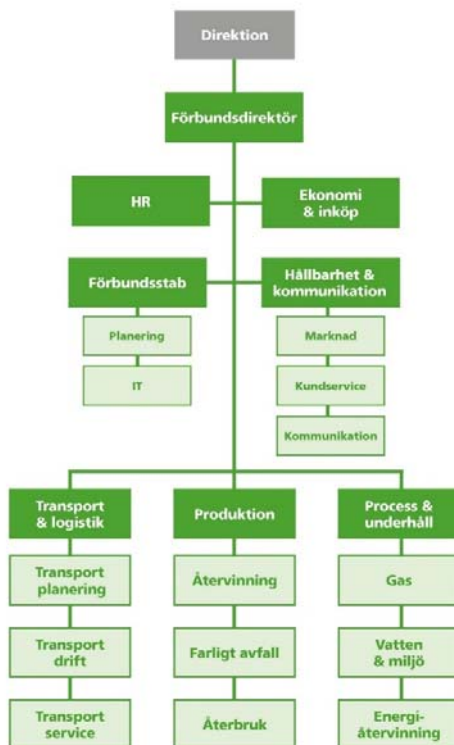 Direktion
Förbundsdirektör
HR
Ekonomi
& inköp
Förbundsstab
Hållbarhet &
kommunikation
Planering
IT
Marknad
Kundservice
Kommunikation
Transport
& logistik
Transport
planering
Transport
drift
Transport
service
Produktion
Återvinning
Farligt avfall
Återbruk
Process &
underhåll
Gas
Vatten
& miljö
Energi-
återvinning